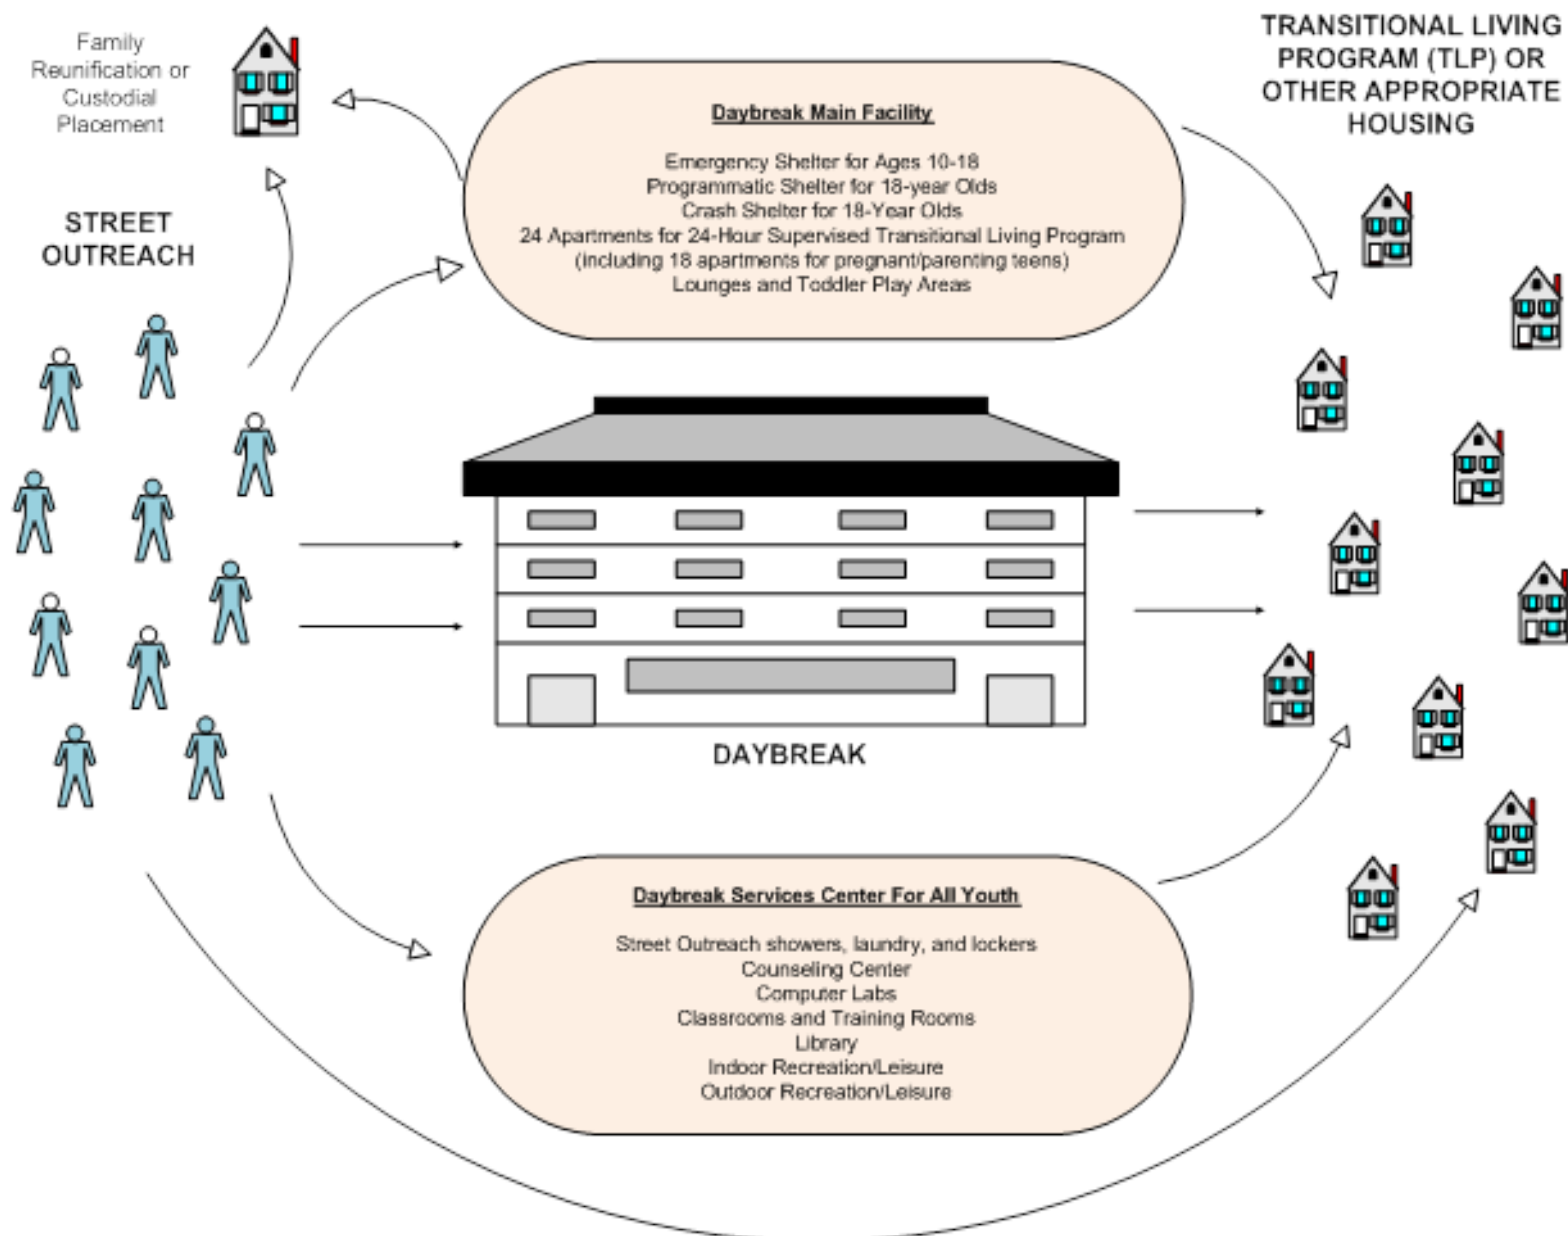 Family
Reunification or
Custodial
Placement
TRANSITIONAL LIVING
PROGRAM (TLP) OR
OTHER APPROPRIATE
HOUSING
STREET
OUTREACH
Daybreak Main Facility
Emergency Shelter for Ages 10-18
Programmatic Shelter for 18-year Olds
Crash Shelter for 18-Year Olds
24 Apartments for 24-Hour Supervised Transitional Living Program
(including 18 apartments for pregnant/parenting teens)
Lounges and Toddler Play Areas
DAYBREAK
Daybreak Services Center For All Youth
Street Outreach showers, laundry, and lockers
Counseling Center
Computer Labs
Classrooms and Training Rooms
Library
Indoor Recreation/Leisure
Outdoor Recreation/Leisure